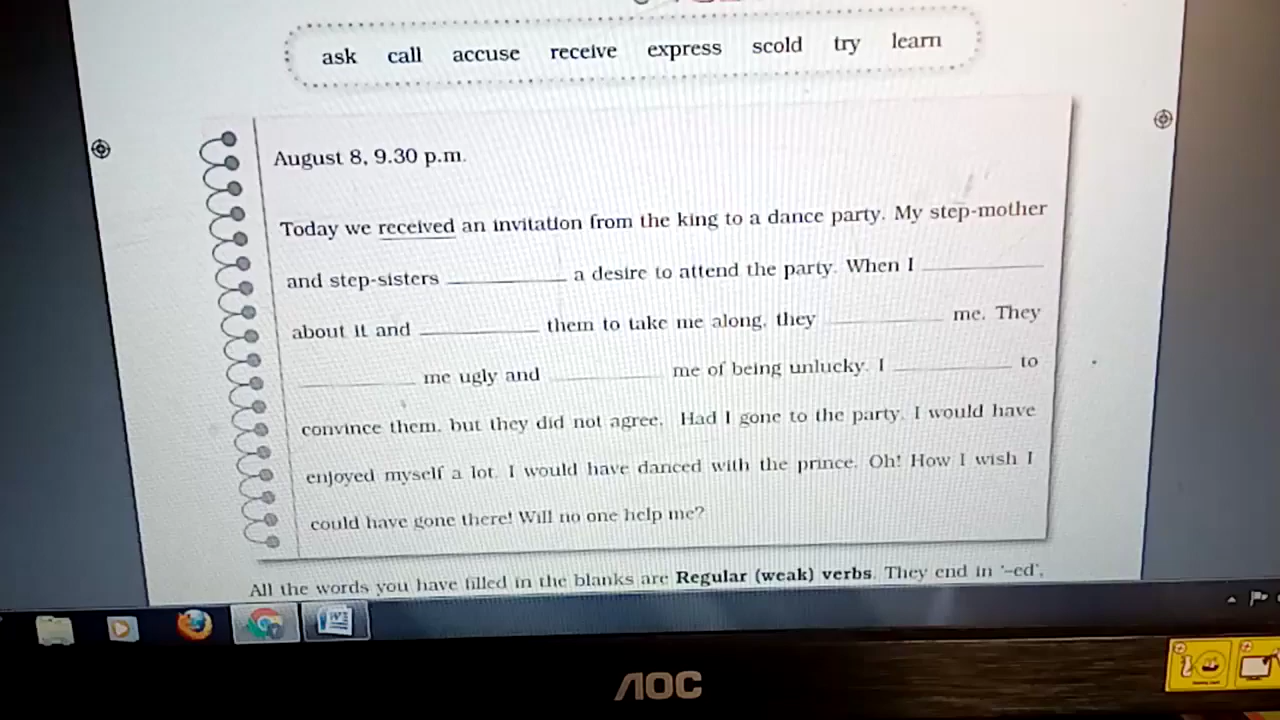 ask call accuse receive express scold try learn
August 8, 9.30 p.m.
Today we received an invitation from the king to a dance party. My step-mother
and step-sisters ____________ a desire to attend the party. When I ____________
about it and ____________ them to take me along, they ____________ me. They
____________ me ugly and ____________ me of being unlucky. I ____________ to
convince them, but they did not agree. Had I gone to the party, I would have
enjoyed myself a lot. I would have danced with the prince. Oh! How I wish I
could have gone there! Will no one help me?
All the words you have filled in the blanks are Regular (weak) verbs. They end in '-ed',
AOC